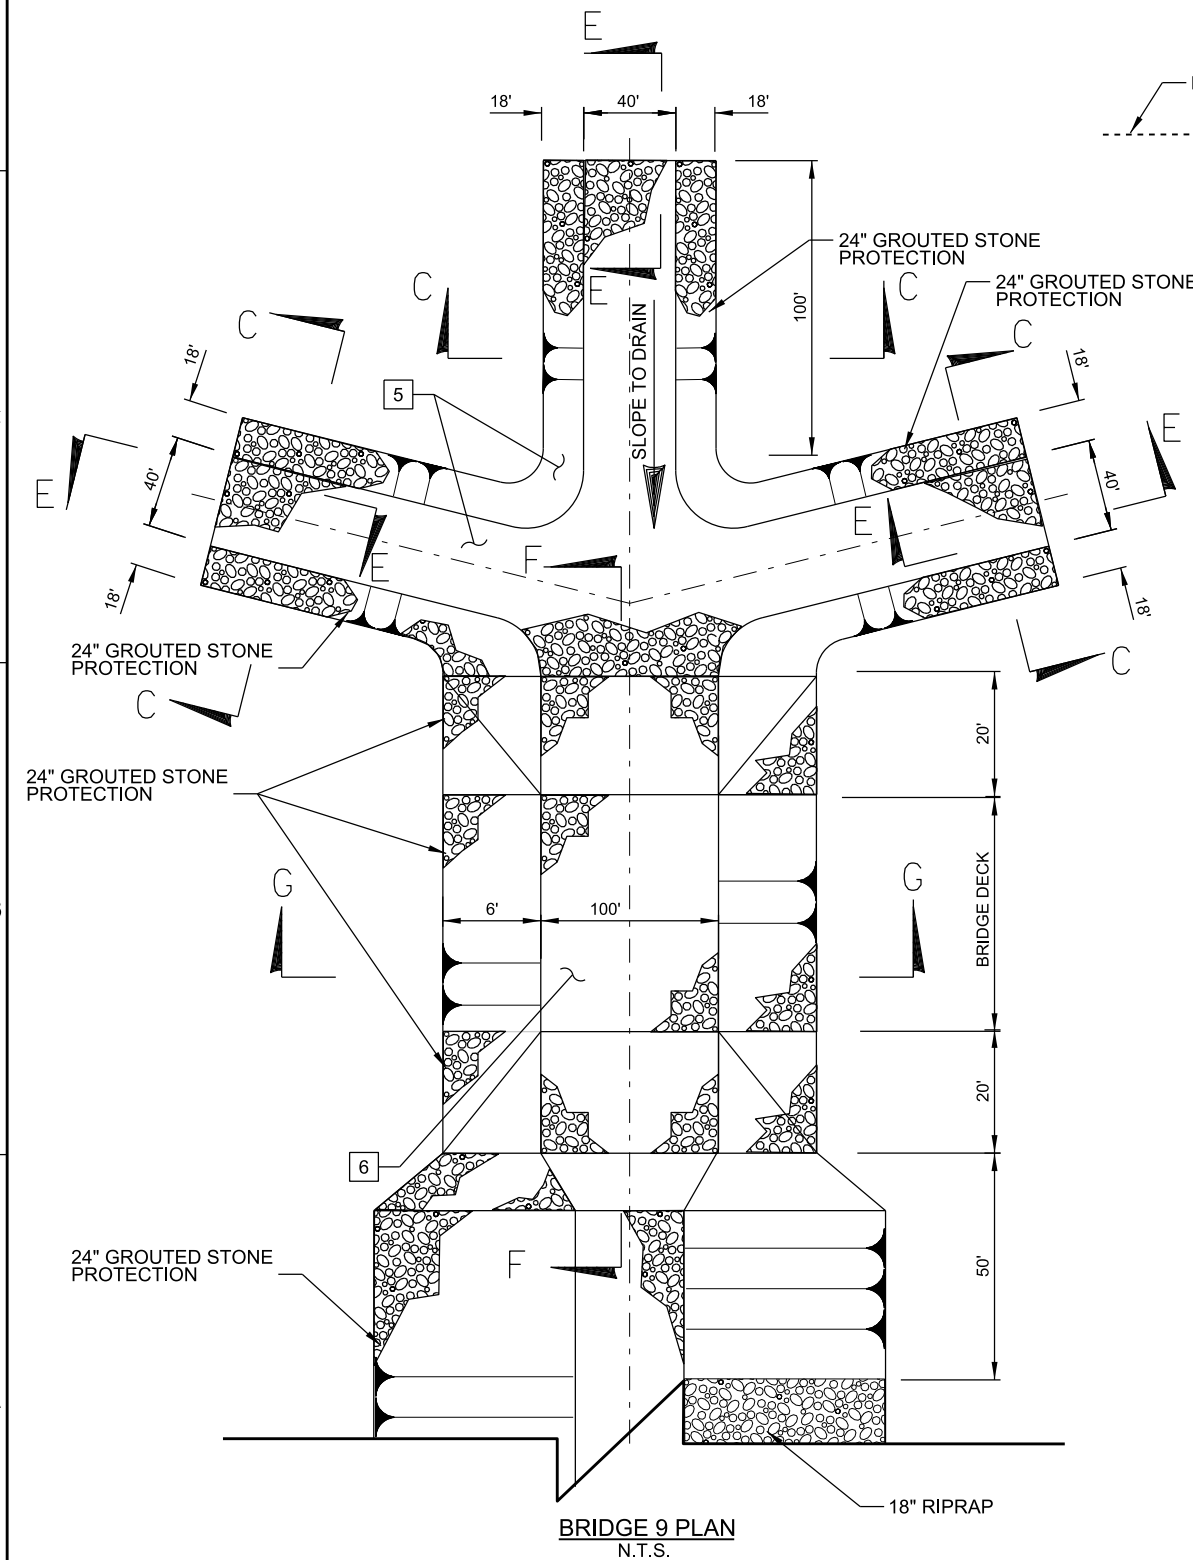 E
18'
40'
18'
24" GROUTED STONE
PROTECTION
100'
24" GROUTED STONE
PROTECTION
E
C
C
C
C
SLOPE TO DRAIN
18'
18'
5
E
40'
E
40'
E
E
F
18'
18'
24" GROUTED STONE
PROTECTION
C
C
20'
24" GROUTED STONE
PROTECTION
BRIDGE DECK
G
G
6'
100'
20'
6
24" GROUTED STONE
PROTECTION
F
50'
18" RIPRAP
BRIDGE 9 PLAN
N.T.S.